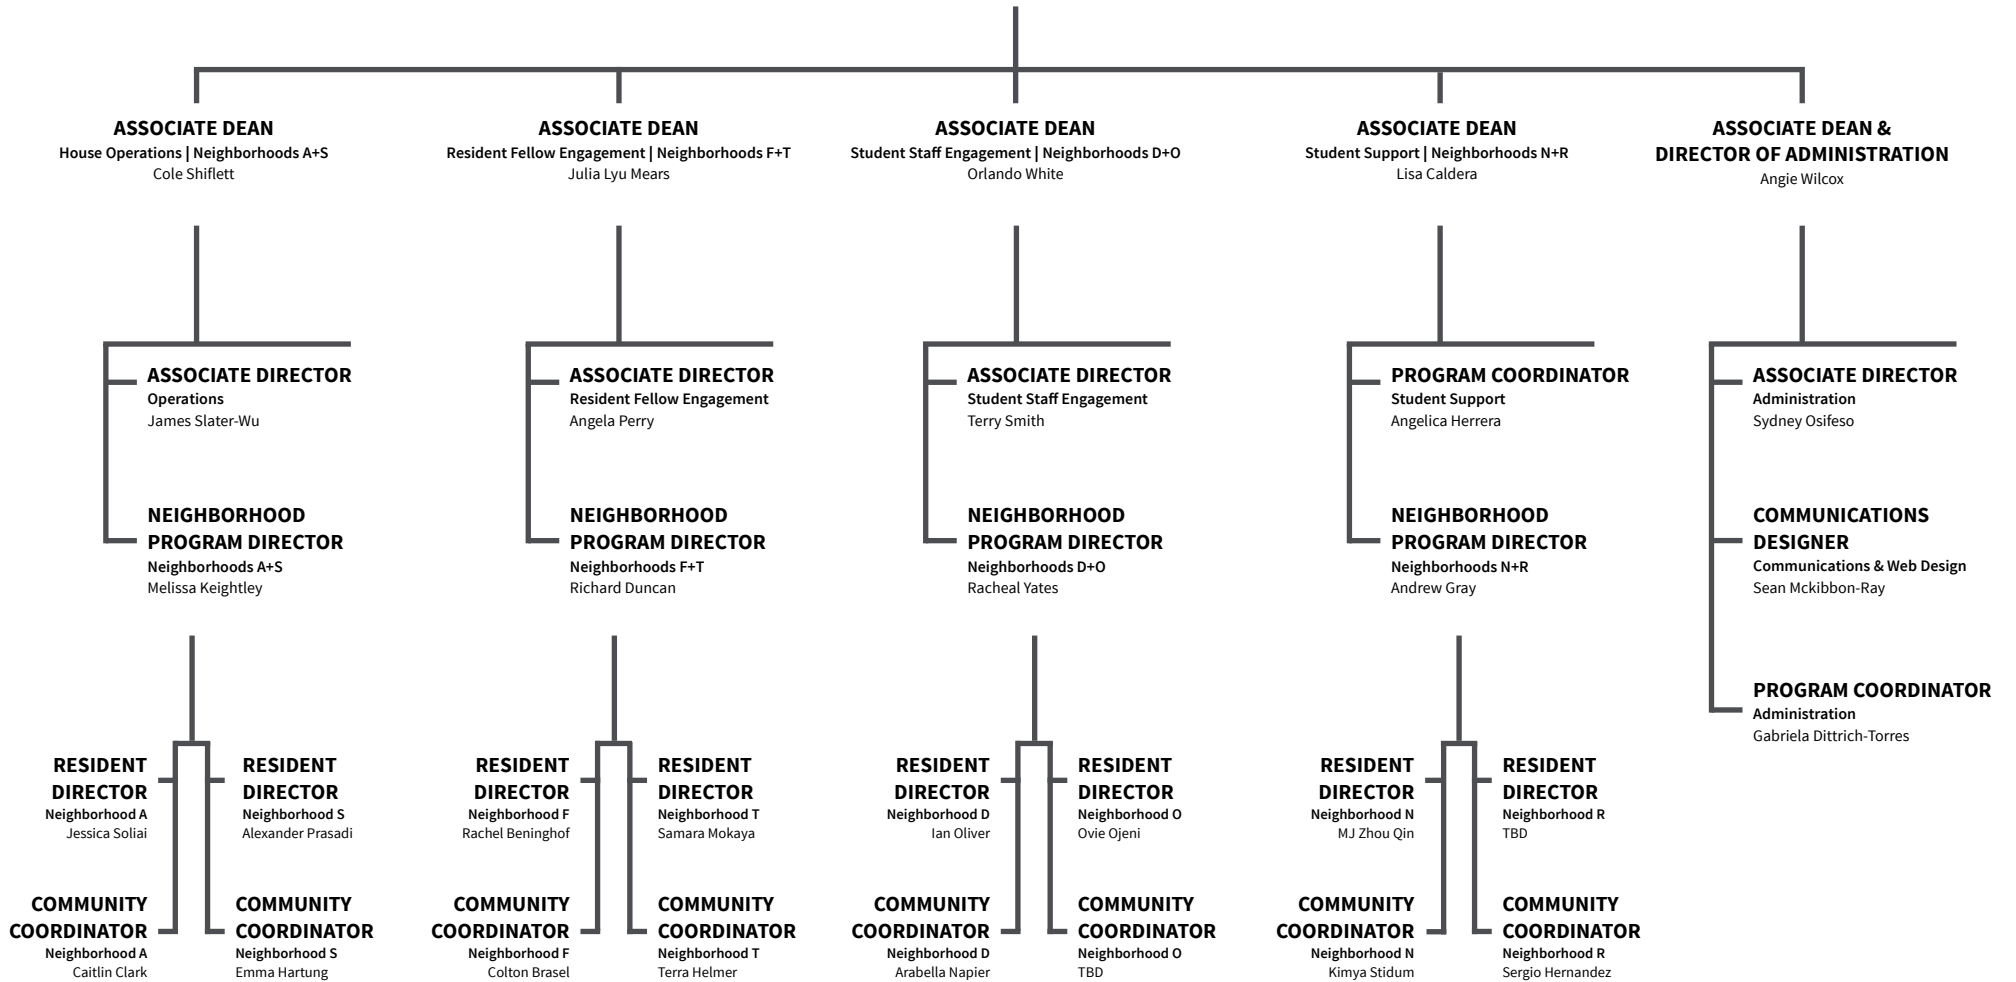 ASSOCIATE DEAN
House Operations | Neighborhoods A+S
Cole Shiflett
ASSOCIATE DEAN
Resident Fellow Engagement | Neighborhoods F+T
Julia Lyu Mears
ASSOCIATE DEAN
Student Staff Engagement | Neighborhoods D+O
Orlando White
ASSOCIATE DEAN
Student Support | Neighborhoods N+R
Lisa Caldera
ASSOCIATE DEAN &
DIRECTOR OF ADMINISTRATION
Angie Wilcox
ASSOCIATE DIRECTOR
Operations
James Slater-Wu
ASSOCIATE DIRECTOR
Resident Fellow Engagement
Angela Perry
ASSOCIATE DIRECTOR
Student Staff Engagement
Terry Smith
PROGRAM COORDINATOR
Student Support
Angelica Herrera
ASSOCIATE DIRECTOR
Administration
Sydney Osifeso
NEIGHBORHOOD
PROGRAM DIRECTOR
Neighborhoods A+S
Melissa Keightley
NEIGHBORHOOD
PROGRAM DIRECTOR
Neighborhoods F+T
Richard Duncan
NEIGHBORHOOD
PROGRAM DIRECTOR
Neighborhoods D+O
Racheal Yates
NEIGHBORHOOD
PROGRAM DIRECTOR
Neighborhoods N+R
Andrew Gray
COMMUNICATIONS
DESIGNER
Communications & Web Design
Sean Mckibbon-Ray
PROGRAM COORDINATOR
Administration
Gabriela Dittrich-Torres
RESIDENT
DIRECTOR
Neighborhood A
Jessica Soliai
RESIDENT
DIRECTOR
Neighborhood S
Alexander Prasadi
RESIDENT
DIRECTOR
Neighborhood F
Rachel Beninghof
RESIDENT
DIRECTOR
Neighborhood T
Samara Mokaya
RESIDENT
DIRECTOR
Neighborhood D
Ian Oliver
RESIDENT
DIRECTOR
Neighborhood O
Ovie Ojeni
RESIDENT
DIRECTOR
Neighborhood N
MJ Zhou Qin
RESIDENT
DIRECTOR
Neighborhood R
TBD
COMMUNITY
COORDINATOR
Neighborhood A
Caitlin Clark
COMMUNITY
COORDINATOR
Neighborhood S
Emma Hartung
COMMUNITY
COORDINATOR
Neighborhood F
Colton Brasel
COMMUNITY
COORDINATOR
Neighborhood T
Terra Helmer
COMMUNITY
COORDINATOR
Neighborhood D
Arabella Napier
COMMUNITY
COORDINATOR
Neighborhood O
TBD
COMMUNITY
COORDINATOR
Neighborhood N
Kimya Stidum
COMMUNITY
COORDINATOR
Neighborhood R
Sergio Hernandez